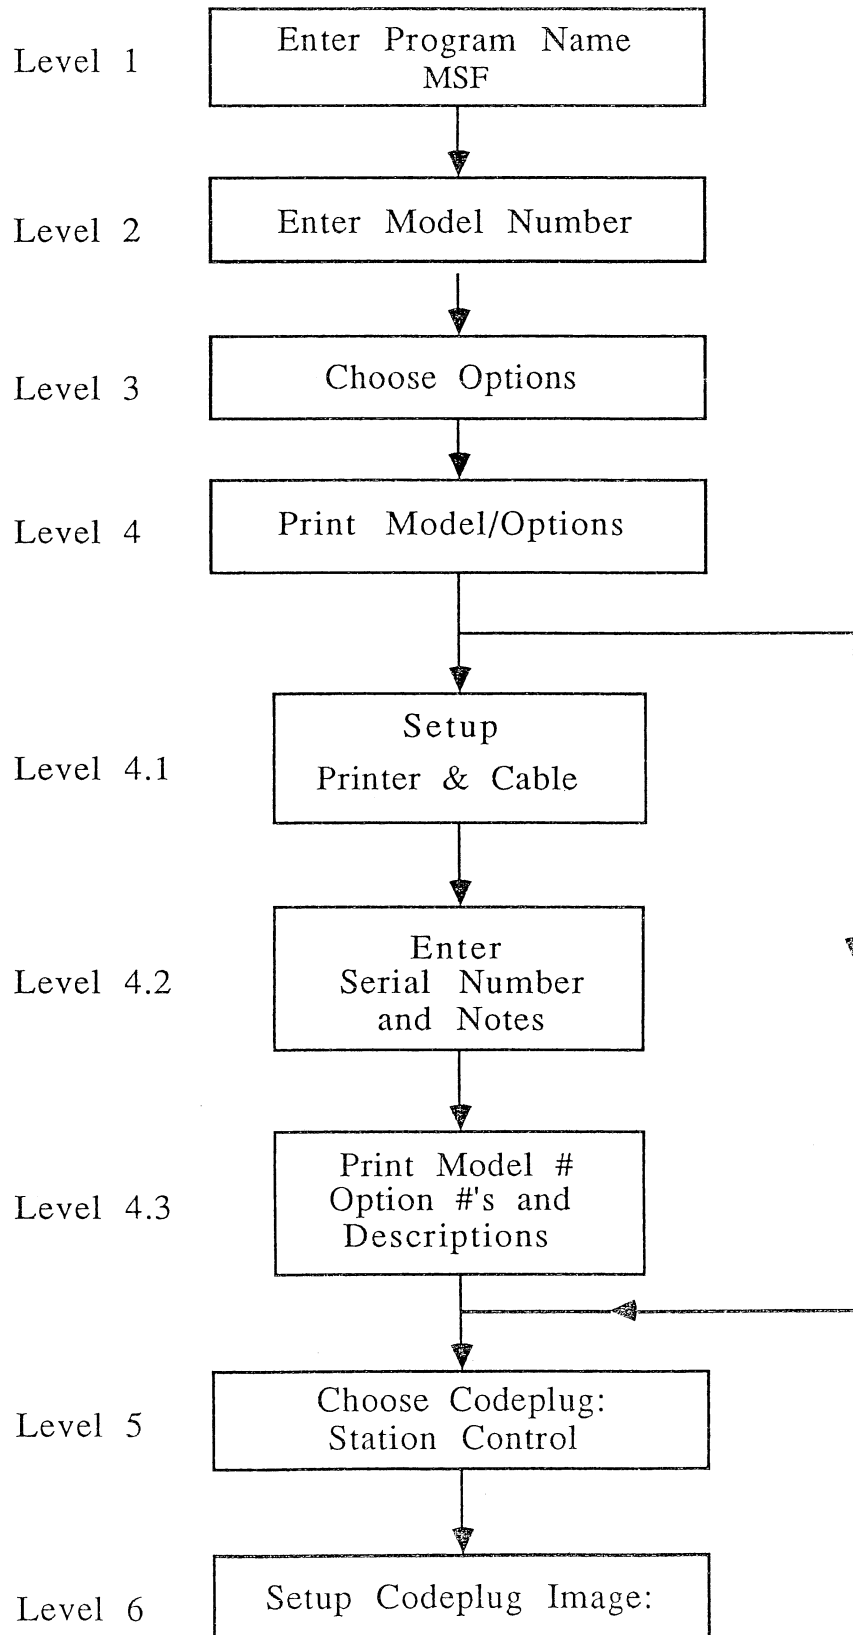 Level 1
Enter Program Name
MSF
Level 2
Enter Model Number
Level 3
Choose Options
Level 4
Print Model/Options
Level 4.1
Setup
Printer & Cable
Level 4.2
Enter
Serial Number
and Notes
Level 4.3
Print Model #
Option #'s and
Descriptions
Level 5
Choose Codeplug:
Station Control
Level 6
Setup Codeplug Image: